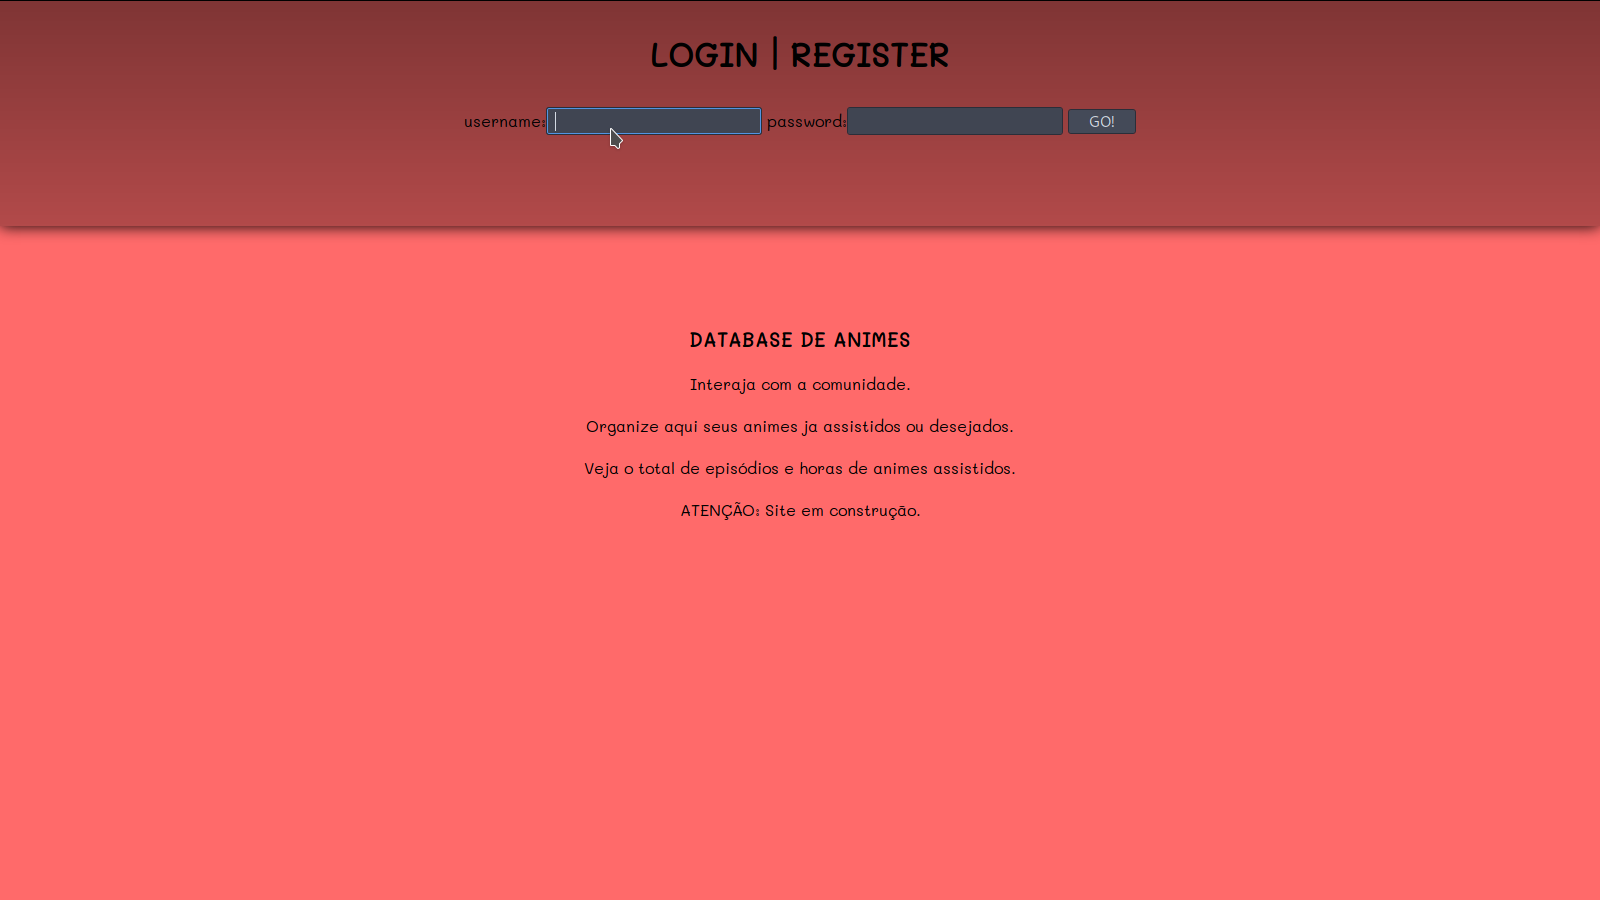 LOGIN | REGISTER
username: password: GO!
DATABASE DE ANIMES
Interaja com a comunidade.
Organize aqui seus animes ja assistidos ou desejados.
Veja o total de episódios e horas de animes assistidos.
ATENÇÃO: Site em construção.